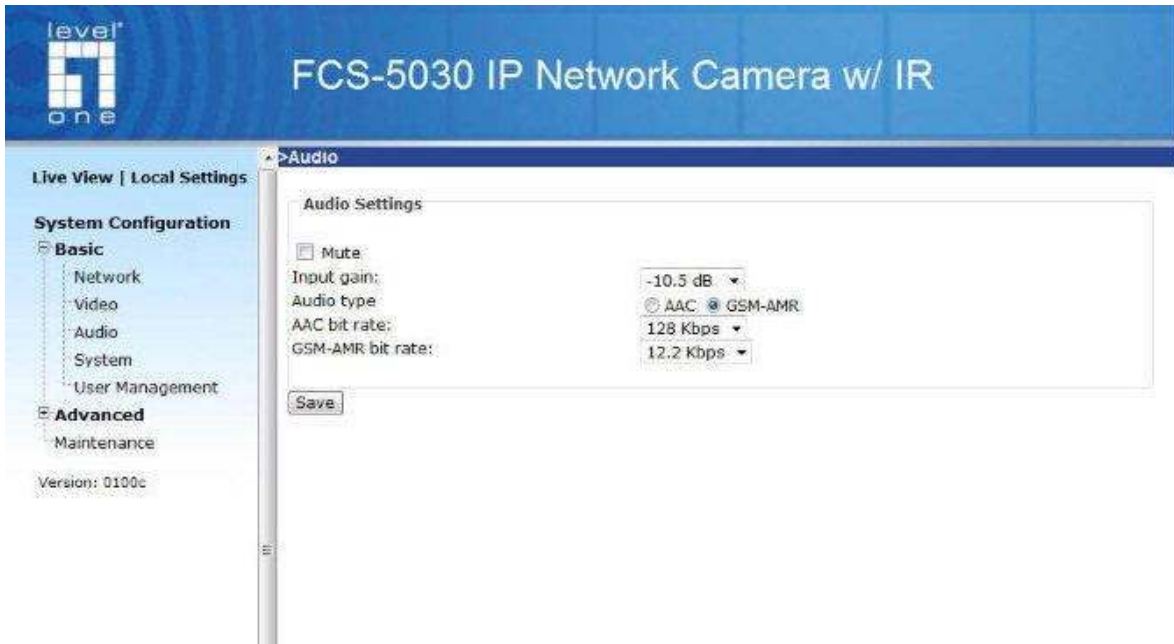 level
one
FCS-5030 IP Network Camera w/ IR
Live View | Local Settings
System Configuration
Basic
Network
Video
Audio
System
User Management
Advanced
Maintenance
Version: 0100c
>Audio
Audio Settings
Mute
Input gain: -10.5 dB
Audio type AAC GSM-AMR
AAC bit rate: 128 Kbps
GSM-AMR bit rate: 12.2 Kbps
Save